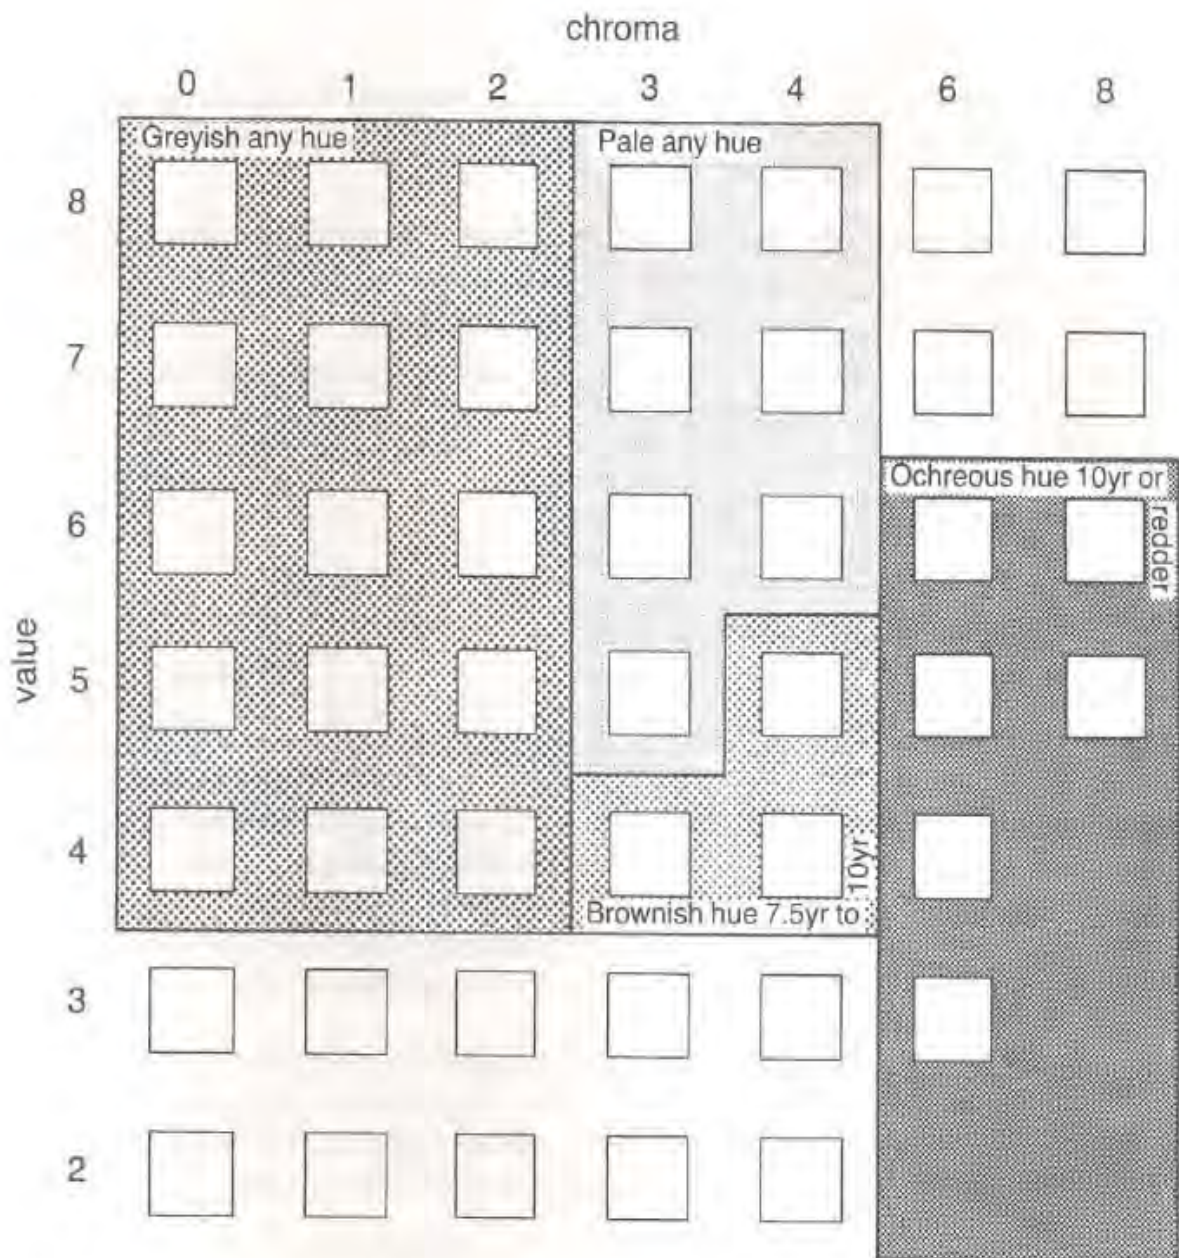 chroma
0 1 2 3 4 6 8
Greyish any hue
Pale any hue
8
7
Ochreous hue 10yr or
redder
6
value
5
4
10yr
Brownish hue 7.5yr to
3
2